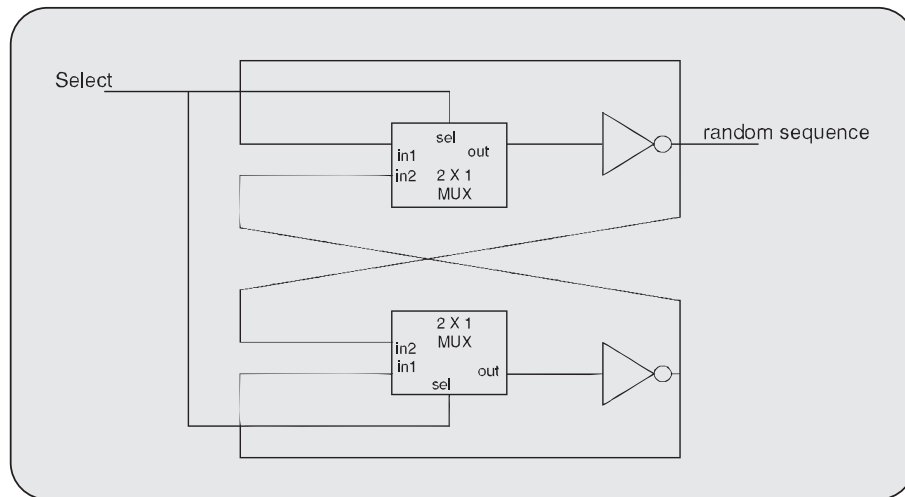 Select
sel
in1
out
random sequence
in2
2 X 1
MUX
2 X 1
MUX
in2
in1
out
sel